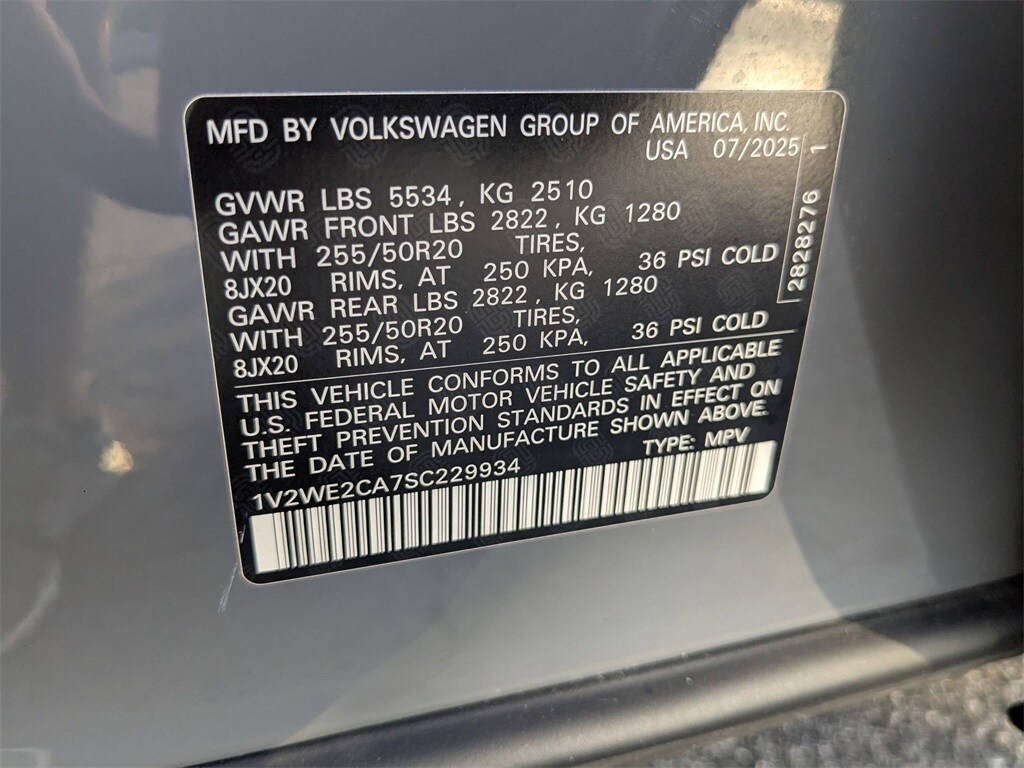 MFD BY VOLKSWAGEN GROUP OF AMERICA, INC.
USA 07/2025
GVWR LBS 5534, KG 2510
GAWR FRONT LBS 2822, KG 1280
WITH 255/50R20 TIRES,
8JX20 RIMS, AT 250 KPA, 36 PSI COLD
GAWR REAR LBS 2822, KG 1280
WITH 255/50R20 TIRES,
8JX20 RIMS, AT 250 KPA, 36 PSI COLD
THIS VEHICLE CONFORMS TO ALL APPLICABLE
U.S. FEDERAL MOTOR VEHICLE SAFETY AND
THEFT PREVENTION STANDARDS IN EFFECT ON
THE DATE OF MANUFACTURE SHOWN ABOVE.
TYPE: MPV
1V2WE2CA7SC229934
2828276 1